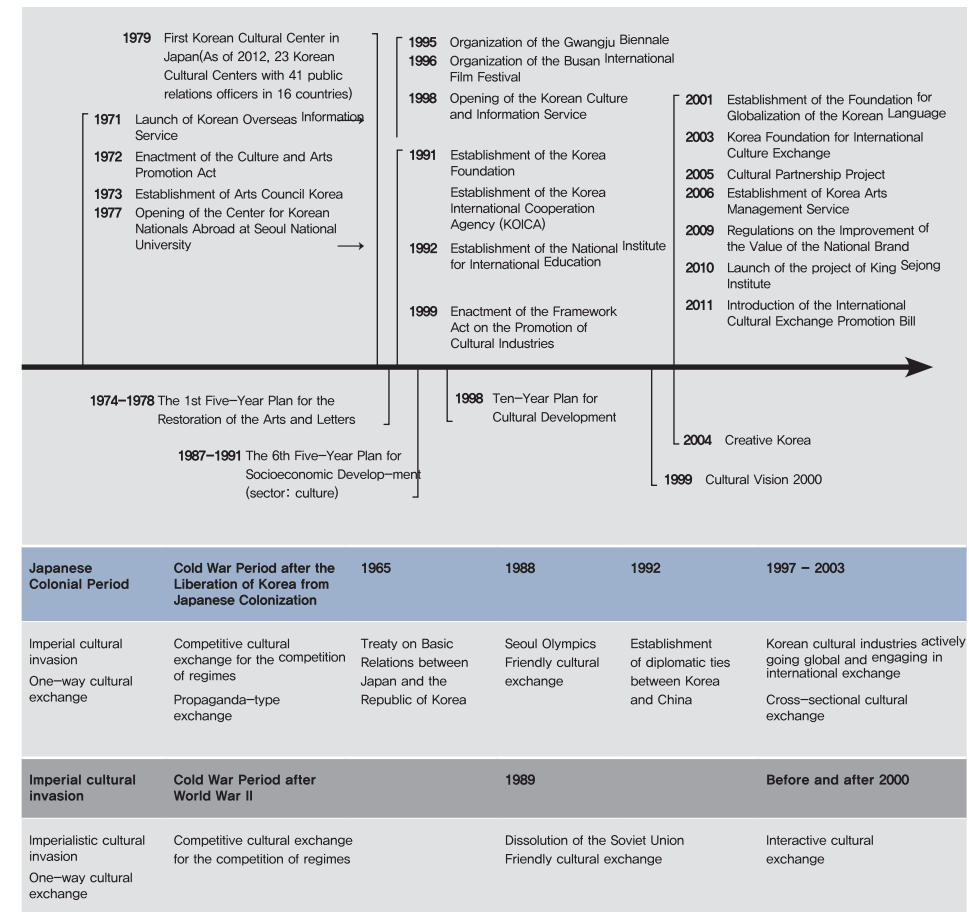 1979 First Korean Cultural Center in
Japan(As of 2012, 23 Korean
Cultural Centers with 41 public
relations officers in 16 countries)
1971 Launch of Korean Overseas Information
Service
1972 Enactment of the Culture and Arts
Promotion Act
1973 Establishment of Arts Council Korea
1977 Opening of the Center for Korean
Nationals Abroad at Seoul National
University
1995 Organization of the Gwangju Biennale
1996 Organization of the Busan International
Film Festival
1998 Opening of the Korean Culture
and Information Service
1991 Establishment of the Korea
Foundation
Establishment of the Korea
International Cooperation
Agency (KOICA)
1992 Establishment of the National Institute
for International Education
1999 Enactment of the Framework
Act on the Promotion of
Cultural Industries
2001 Establishment of the Foundation for
Globalization of the Korean Language
2003 Korea Foundation for International
Culture Exchange
2005 Cultural Partnership Project
2006 Establishment of Korea Arts
Management Service
2009 Regulations on the Improvement of
the Value of the National Brand
2010 Launch of the project of King Sejong
Institute
2011 Introduction of the International
Cultural Exchange Promotion Bill
1974–1978 The 1st Five–Year Plan for the
Restoration of the Arts and Letters
1987–1991 The 6th Five–Year Plan for
Socioeconomic Develop–ment
(sector: culture)
1998 Ten–Year Plan for
Cultural Development
2004 Creative Korea
1999 Cultural Vision 2000
Japanese
Colonial Period
Cold War Period after the
Liberation of Korea from
Japanese Colonization
1965
1988
1992
1997 – 2003
Imperial cultural
invasion
One–way cultural
exchange
Competitive cultural
exchange for the competition
of regimes
Propaganda–type
exchange
Treaty on Basic
Relations between
Japan and the
Republic of Korea
Seoul Olympics
Friendly cultural
exchange
Establishment
of diplomatic ties
between Korea
and China
Korean cultural industries actively
going global and engaging in
international exchange
Cross–sectional cultural
exchange
Imperial cultural
invasion
Cold War Period after
World War II
1989
Before and after 2000
Imperialistic cultural
invasion
One–way cultural
exchange
Competitive cultural exchange
for the competition of regimes
Dissolution of the Soviet Union
Friendly cultural exchange
Interactive cultural
exchange